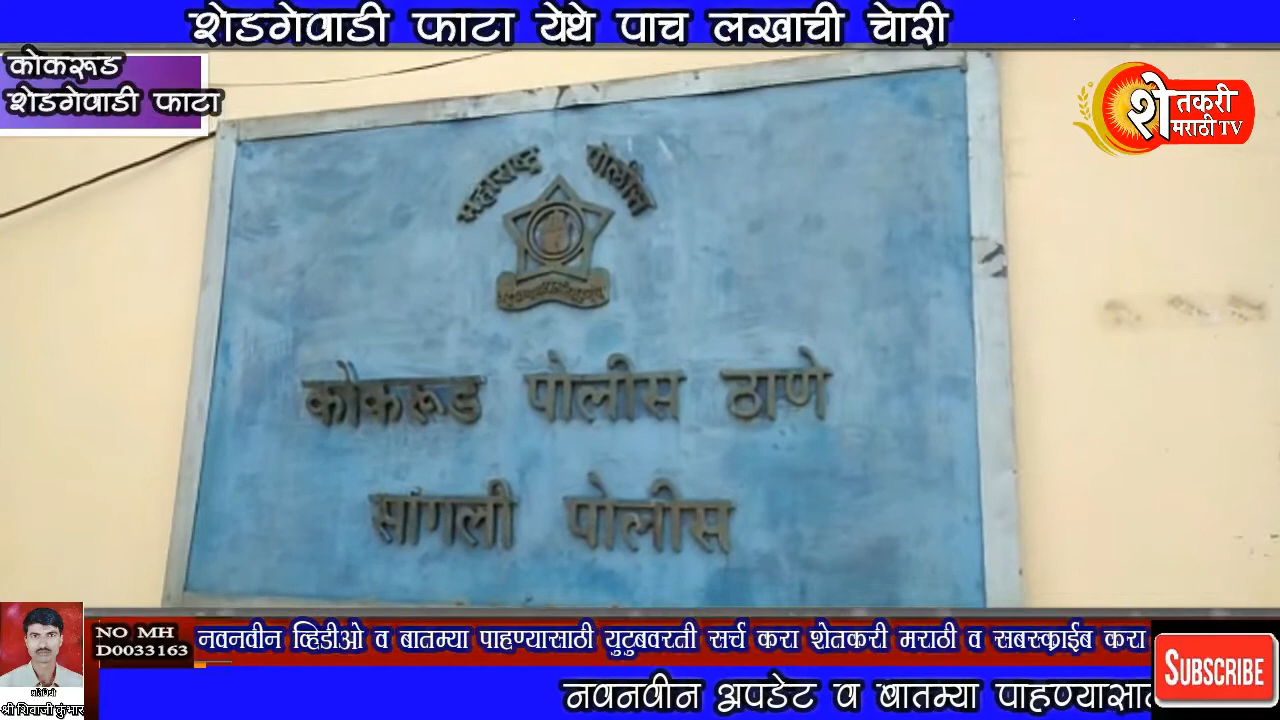 शेडगेवाडी फाटा येथे पाच लखाची चोरी
कोकरूड
शेडगेवाडी फाटा
शेतकरी
मराठी TV
महाराष्ट्र पोलीस
कोकरूड पोलीस ठाणे
सांगली पोलीस
NO MH
D0033163
नवनवीन व्हिडीओ व बातम्या पाहण्यासाठी युटुबवरती सर्च करा शेतकरी मराठी व सबस्क्राईब करा
SUBSCRIBE
श्री शिवाजी कुंभार
नवनवीन अपडेट व बातम्या